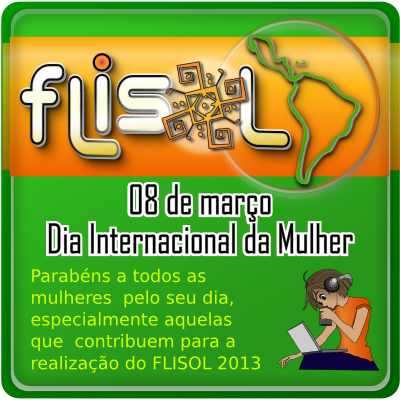 FLISOL
08 de março
Dia Internacional da Mulher
Parabéns a todos as
mulheres pelo seu dia,
especialmente aquelas
que contribuem para a
realização do FLISOL 2013